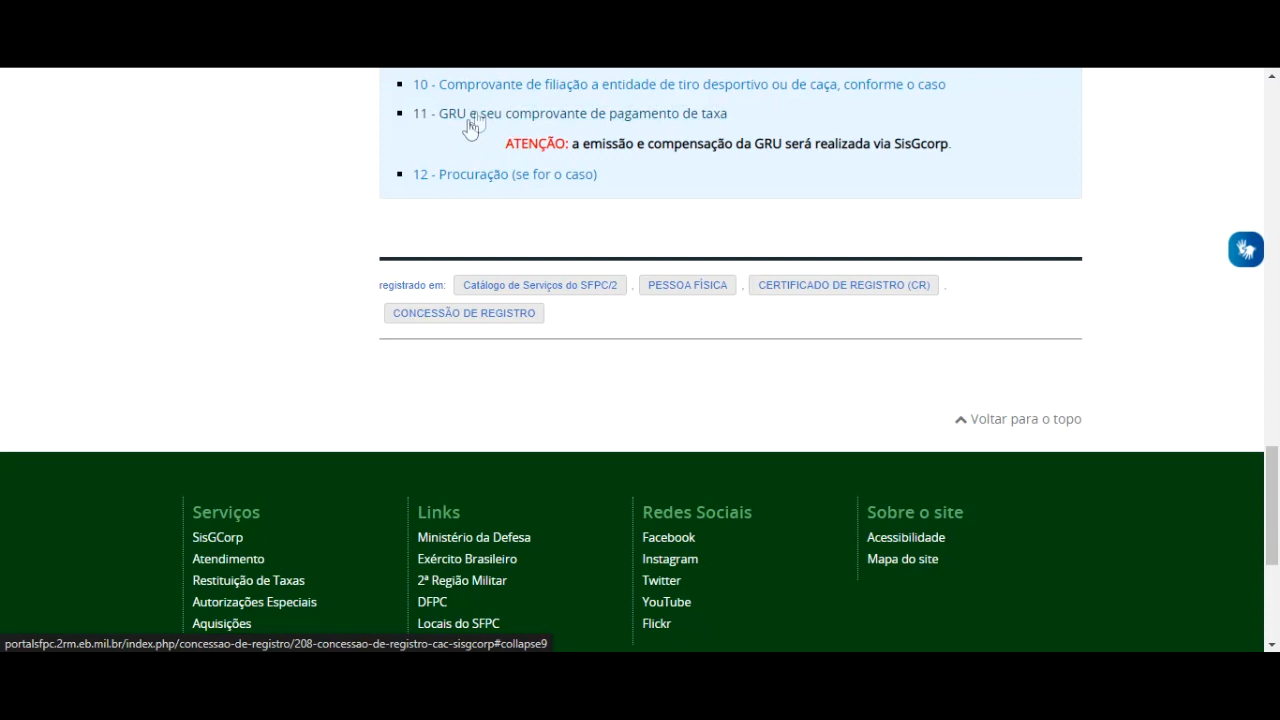 10 - Comprovante de filiação a entidade de tiro desportivo ou de caça, conforme o caso
11 - GRU e seu comprovante de pagamento de taxa
ATENÇÃO: a emissão e compensação da GRU será realizada via SisGcorp.
12 - Procuração (se for o caso)
registrado em: Catálogo de Serviços do SFPC/2 , PESSOA FÍSICA , CERTIFICADO DE REGISTRO (CR) ,
CONCESSÃO DE REGISTRO
Voltar para o topo
Serviços
SisGCorp
Atendimento
Restituição de Taxas
Autorizações Especiais
Aquisições
Links
Ministério da Defesa
Exército Brasileiro
2ª Região Militar
DFPC
Locais do SFPC
Redes Sociais
Facebook
Instagram
Twitter
YouTube
Flickr
Sobre o site
Acessibilidade
Mapa do site
portalsfpc.2rm.eb.mil.br/index.php/concessao-de-registro/208-concessao-de-registro-cac-sisgcorp#collapse9